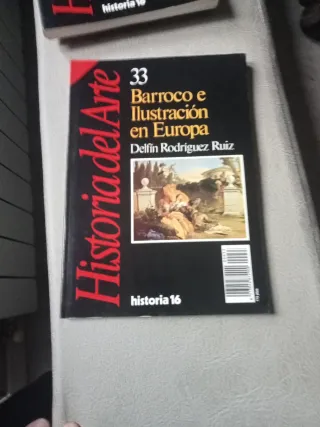 historia 16
Historia del Arte
33
Barroco e
Ilustración
en Europa
Delfín Rodríguez Ruiz
historia 16